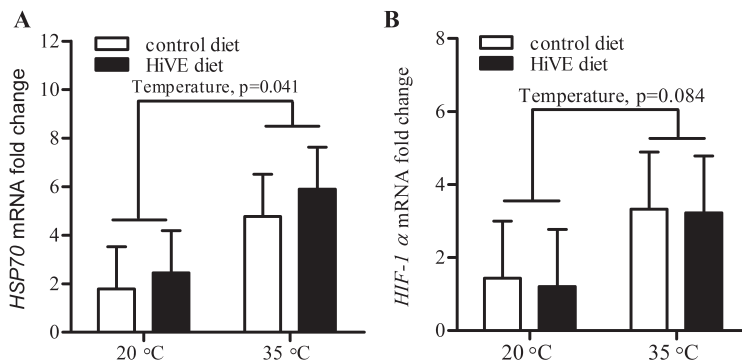 A
HSP70 mRNA fold change
12
10
8
6
4
2
0
control diet
HiVE diet
Temperature, p=0.041
20 °C
35 °C
B
HIF-1 α mRNA fold change
8
6
4
2
0
control diet
HiVE diet
Temperature, p=0.084
20 °C
35 °C